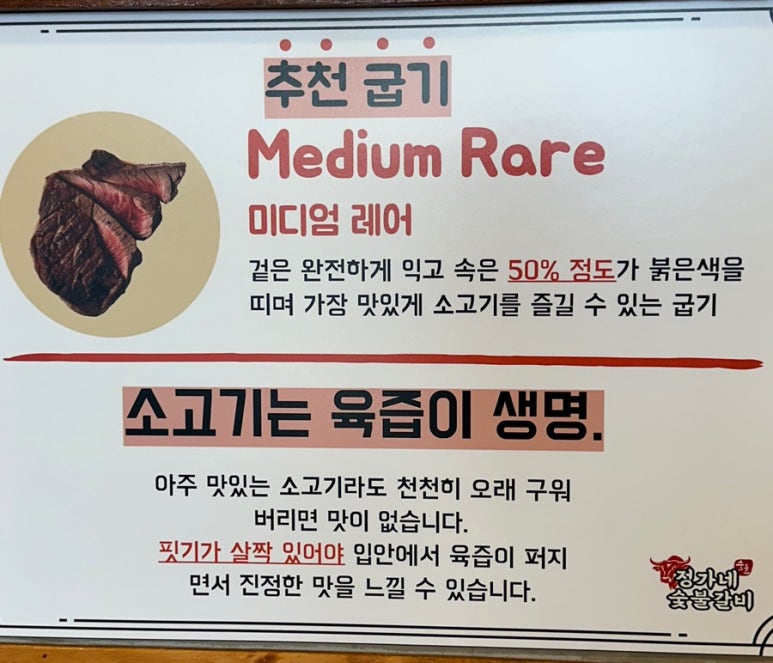 추천 굽기
Medium Rare
미디엄 레어
겉은 완전하게 익고 속은 50% 정도가 붉은색을
띠며 가장 맛있게 소고기를 즐길 수 있는 굽기
소고기는 육즙이 생명.
아주 맛있는 소고기라도 천천히 오래 구워
버리면 맛이 없습니다.
핏기가 살짝 있어야 입안에서 육즙이 퍼지
면서 진정한 맛을 느낄 수 있습니다.
정가네
숯불갈비